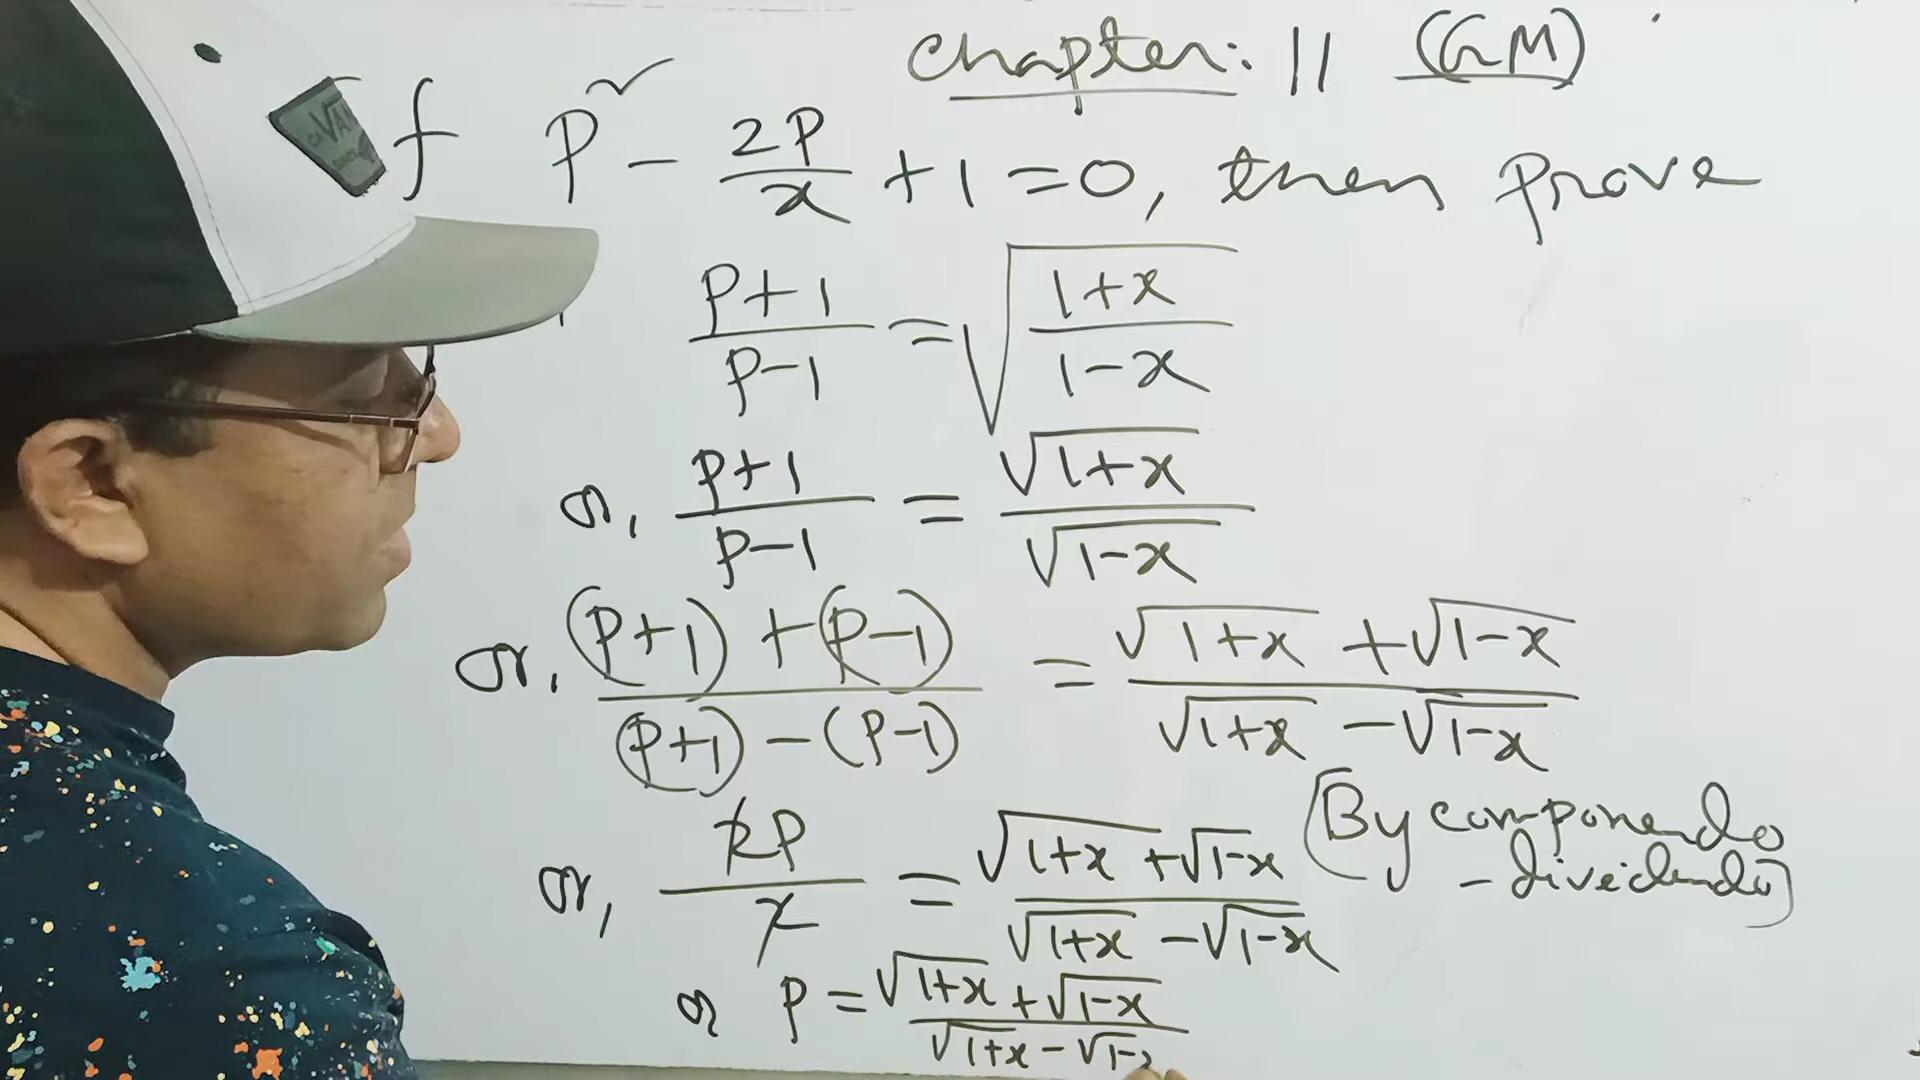 chapter: 11 (GM)
f P² - 2P/x + 1 = 0, then prove
P+1/P-1 = √(1+x/1-x)
or, P+1/P-1 = √1+x/√1-x
or, (P+1) + (P-1)/(P+1) - (P-1) = √1+x + √1-x/√1+x - √1-x
(By componendo
-dividendo)
or, 2P/2 = √1+x + √1-x/√1+x - √1-x
or P = √1+x + √1-x/√1+x - √1-x